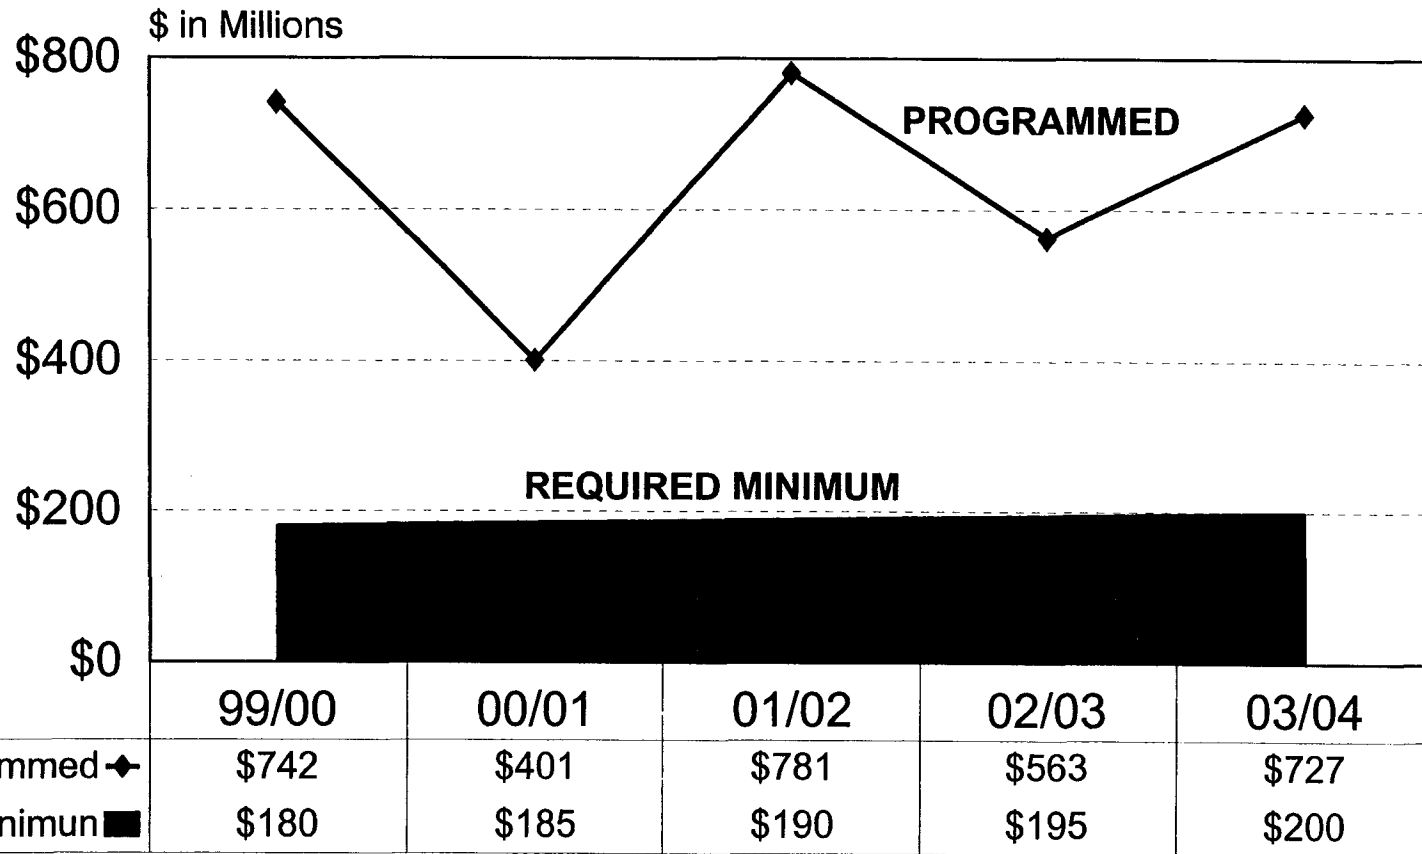 $ in Millions
$800
PROGRAMMED
$600
$400
REQUIRED MINIMUM
$200
$0
99/00 00/01 01/02 02/03 03/04
mmed $742 $401 $781 $563 $727
nimun $180 $185 $190 $195 $200